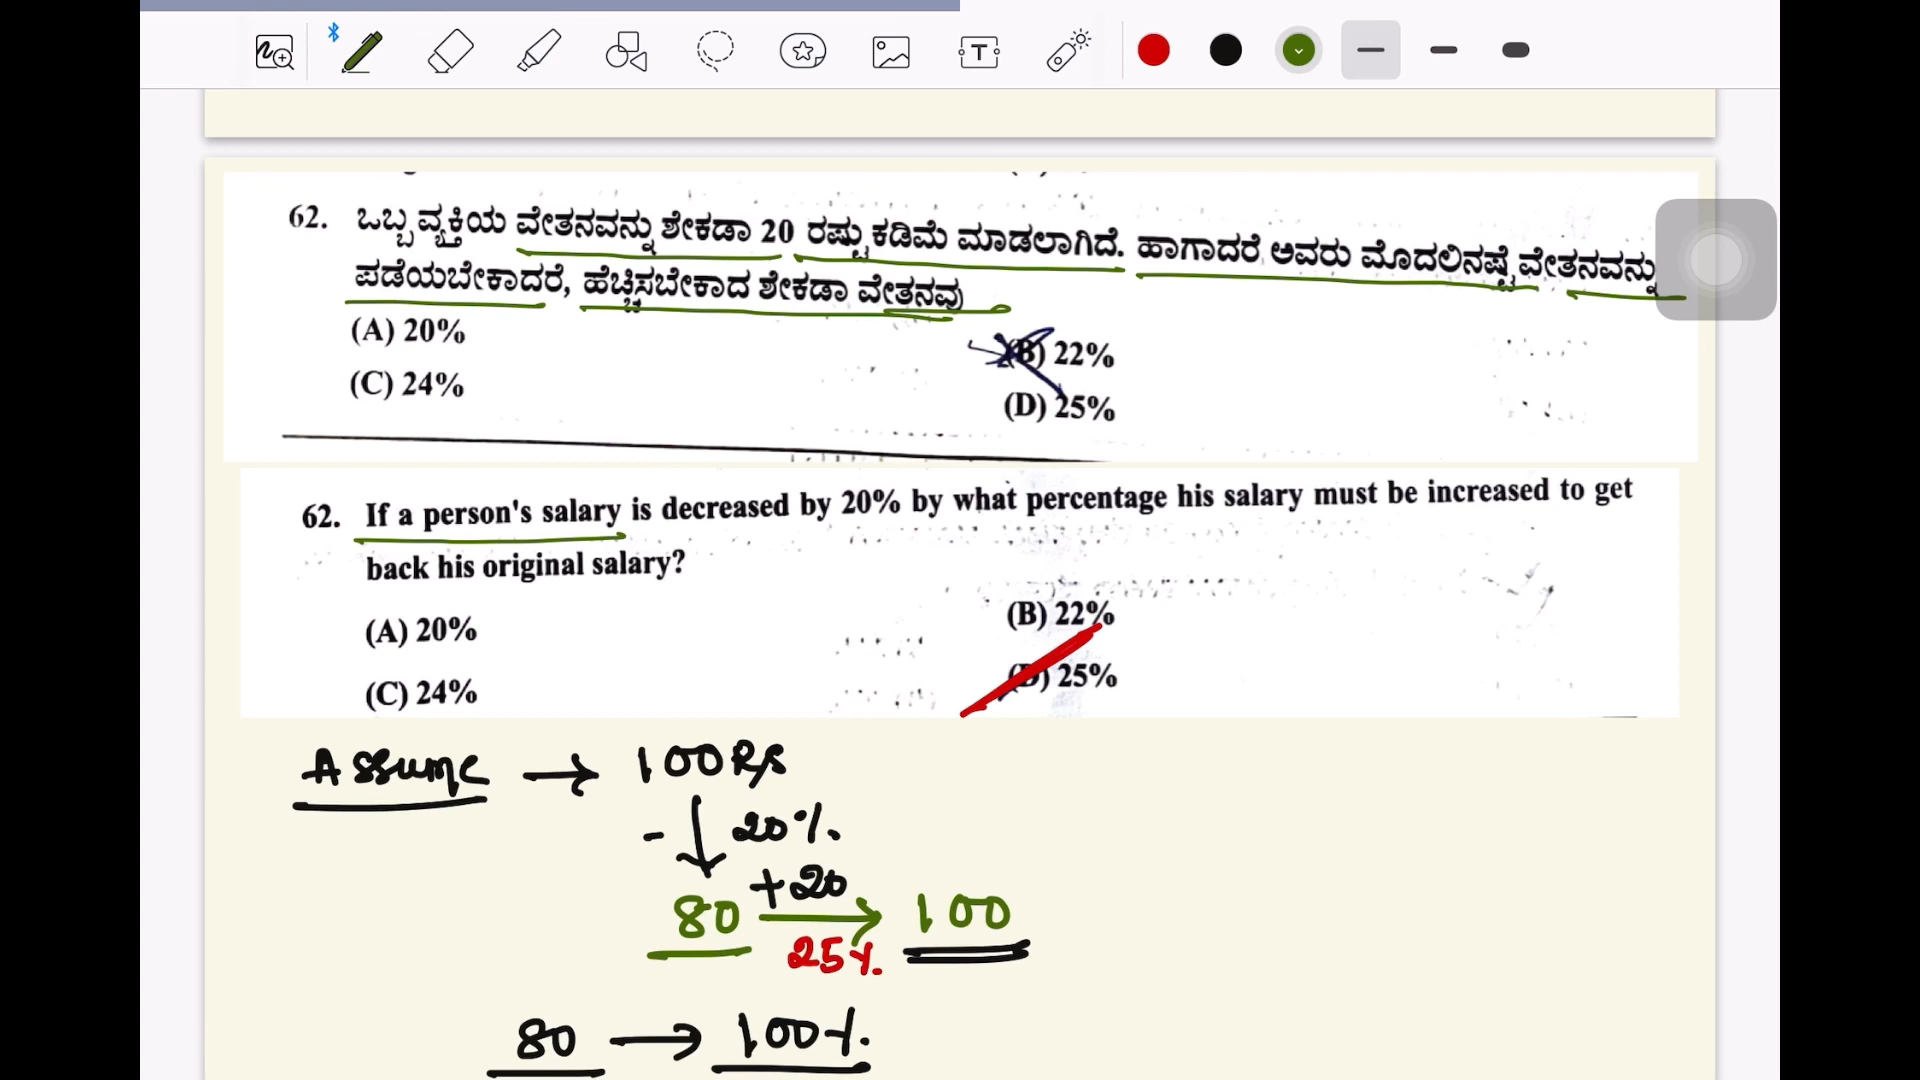 62. ಒಬ್ಬ ವ್ಯಕ್ತಿಯ ವೇತನವನ್ನು ಶೇಕಡಾ 20 ರಷ್ಟು ಕಡಿಮೆ ಮಾಡಲಾಗಿದೆ. ಹಾಗಾದರೆ ಅವರು ಮೊದಲಿನಷ್ಟೆ ವೇತನವನ್ನು
ಪಡೆಯಬೇಕಾದರೆ, ಹೆಚ್ಚಿಸಬೇಕಾದ ಶೇಕಡಾ ವೇತನವು
(A) 20%
(B) 22%
(C) 24%
(D) 25%
62. If a person's salary is decreased by 20% by what percentage his salary must be increased to get
back his original salary?
(A) 20%
(B) 22%
(C) 24%
(D) 25%
Assume → 100 Rs
- ↓ 20%.
+20
80 → 100
25%.
80 → 100%.